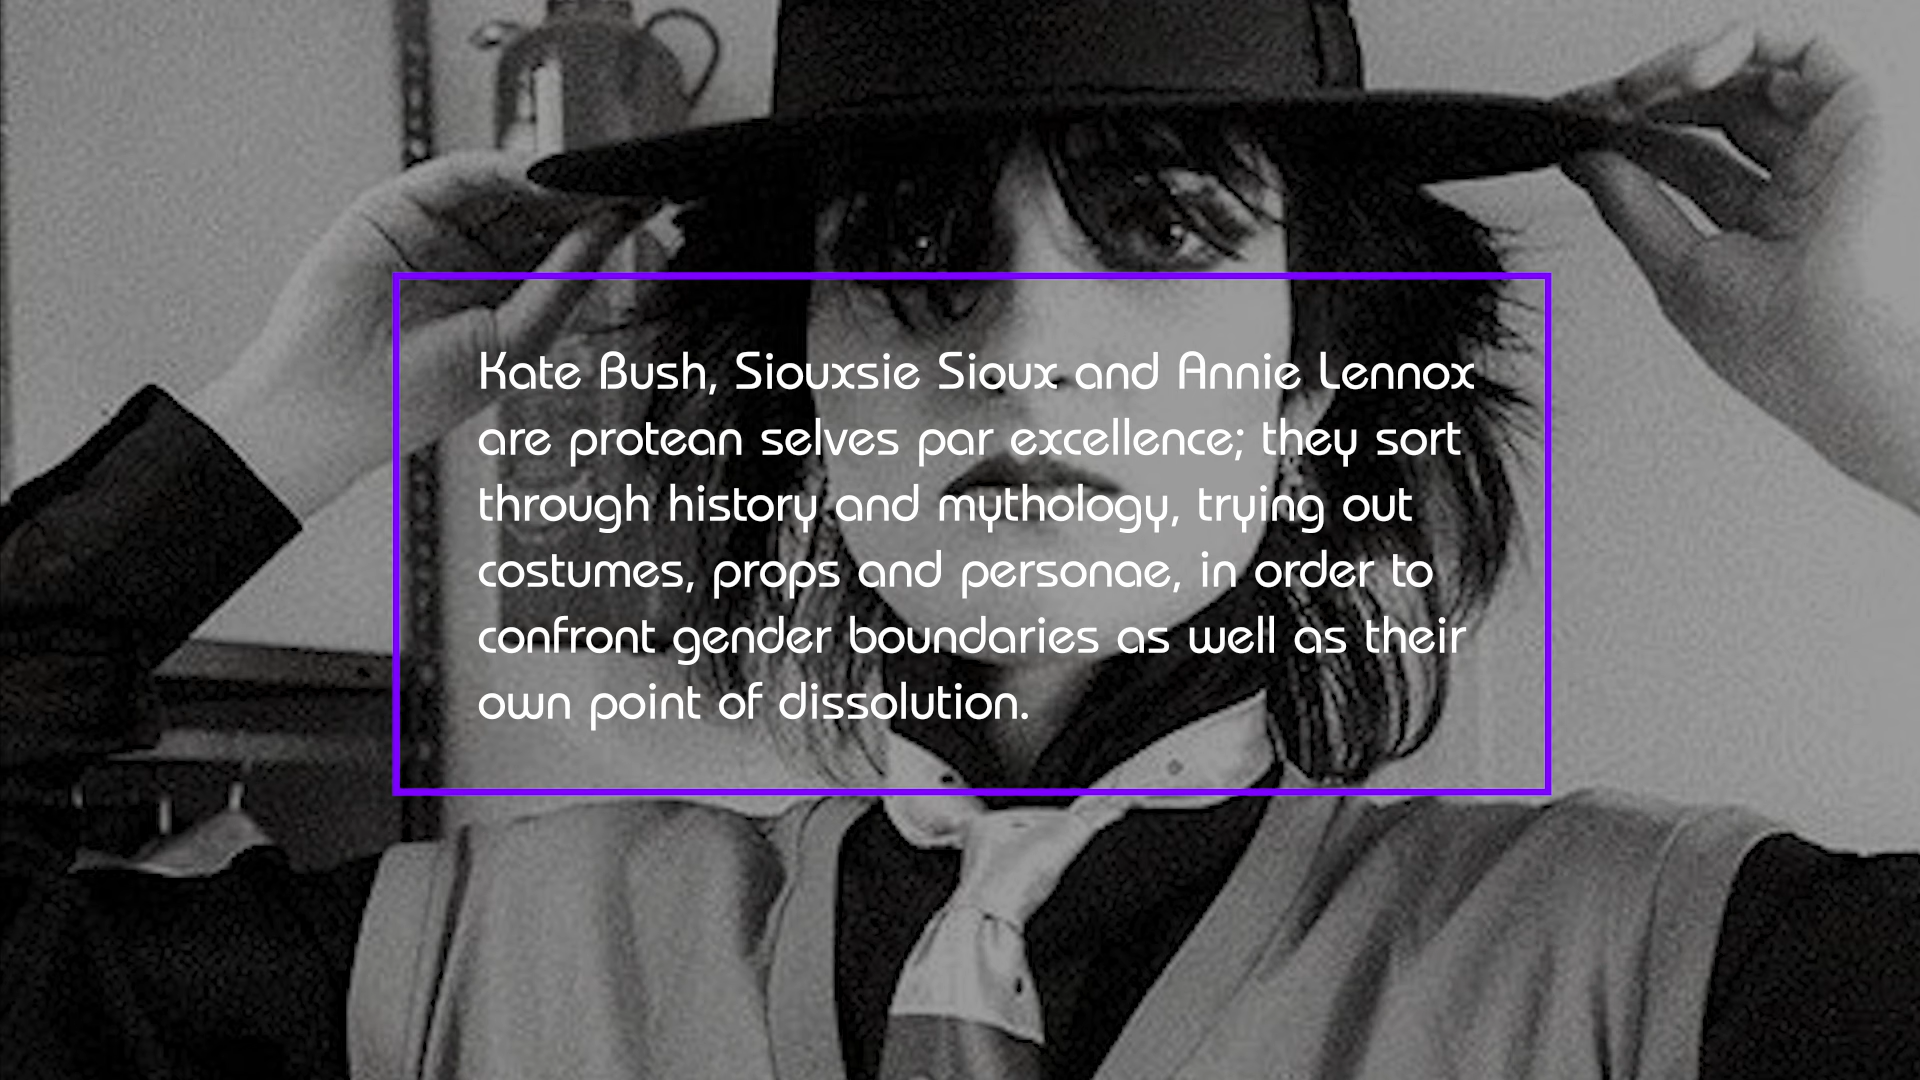 Kate Bush, Siouxsie Sioux and Annie Lennox
are protean selves par excellence; they sort
through history and mythology, trying out
costumes, props and personae, in order to
confront gender boundaries as well as their
own point of dissolution.